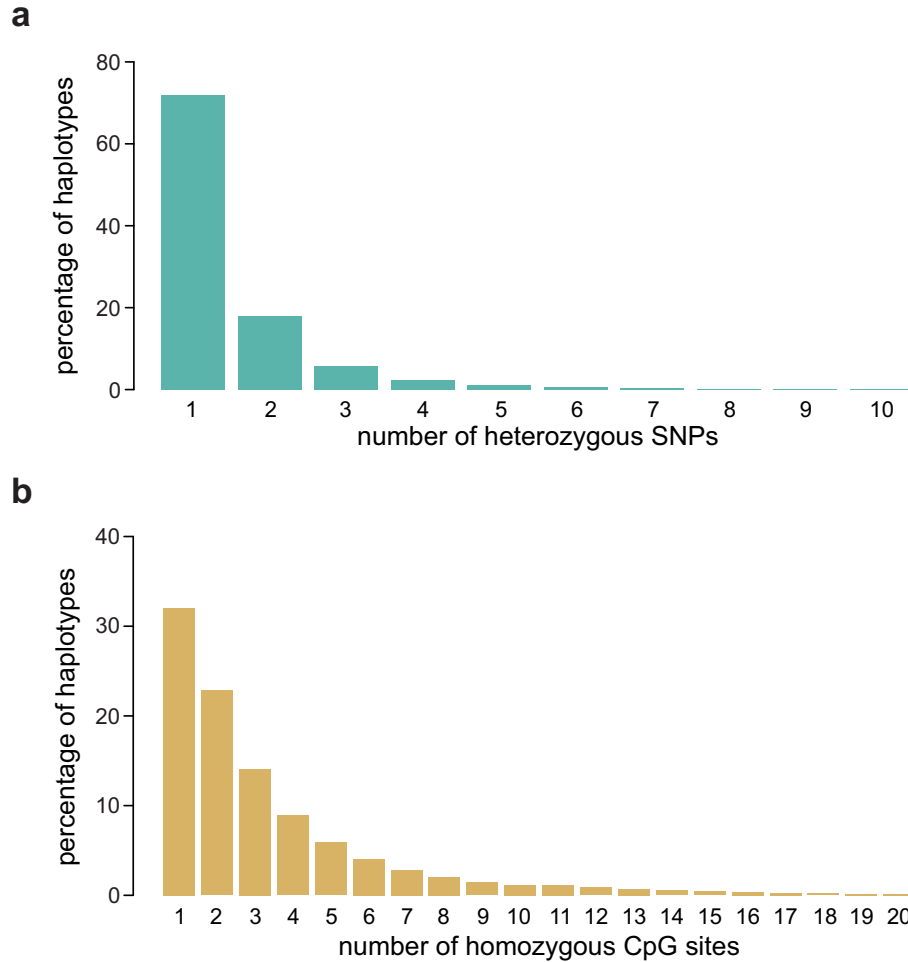 a
percentage of haplotypes
80
60
40
20
0
1 2 3 4 5 6 7 8 9 10
number of heterozygous SNPs
b
percentage of haplotypes
40
30
20
10
0
1 2 3 4 5 6 7 8 9 10 11 12 13 14 15 16 17 18 19 20
number of homozygous CpG sites